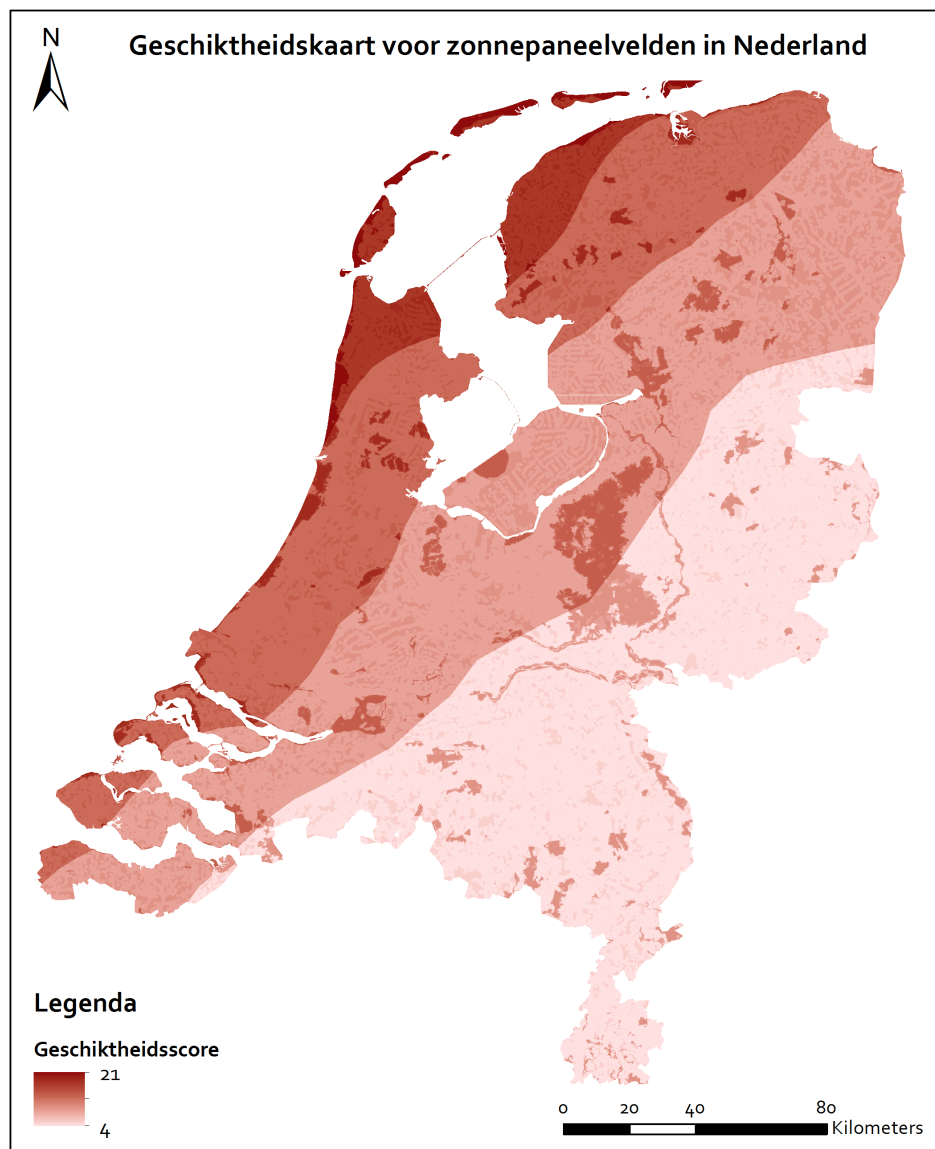 N
Geschiktheidskaart voor zonnepaneelvelden in Nederland
Legenda
Geschiktheidsscore
21
4
0 20 40 80
Kilometers